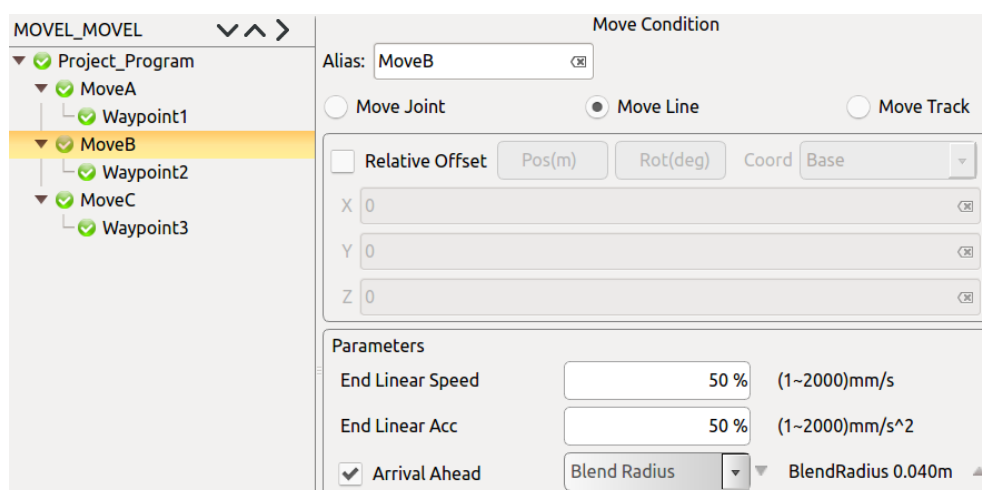 MOVEL_MOVEL
Project_Program
MoveA
Waypoint1
MoveB
Waypoint2
MoveC
Waypoint3
Move Condition
Alias: MoveB
Move Joint Move Line Move Track
Relative Offset Pos(m) Rot(deg) Coord Base
X 0
Y 0
Z 0
Parameters
End Linear Speed 50 % (1~2000)mm/s
End Linear Acc 50 % (1~2000)mm/s^2
Arrival Ahead Blend Radius BlendRadius 0.040m